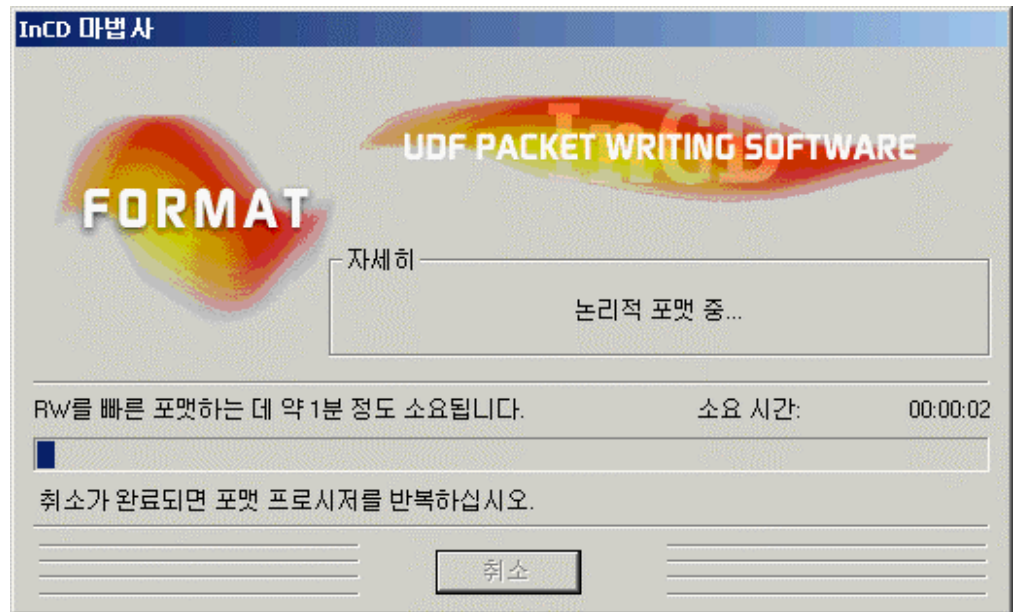 InCD 마법사
InCD
UDF PACKET WRITING SOFTWARE
FORMAT
자세히
논리적 포맷 중...
RW를 빠른 포맷하는 데 약 1분 정도 소요됩니다. 소요 시간: 00:00:02
취소가 완료되면 포맷 프로시저를 반복하십시오.
취소